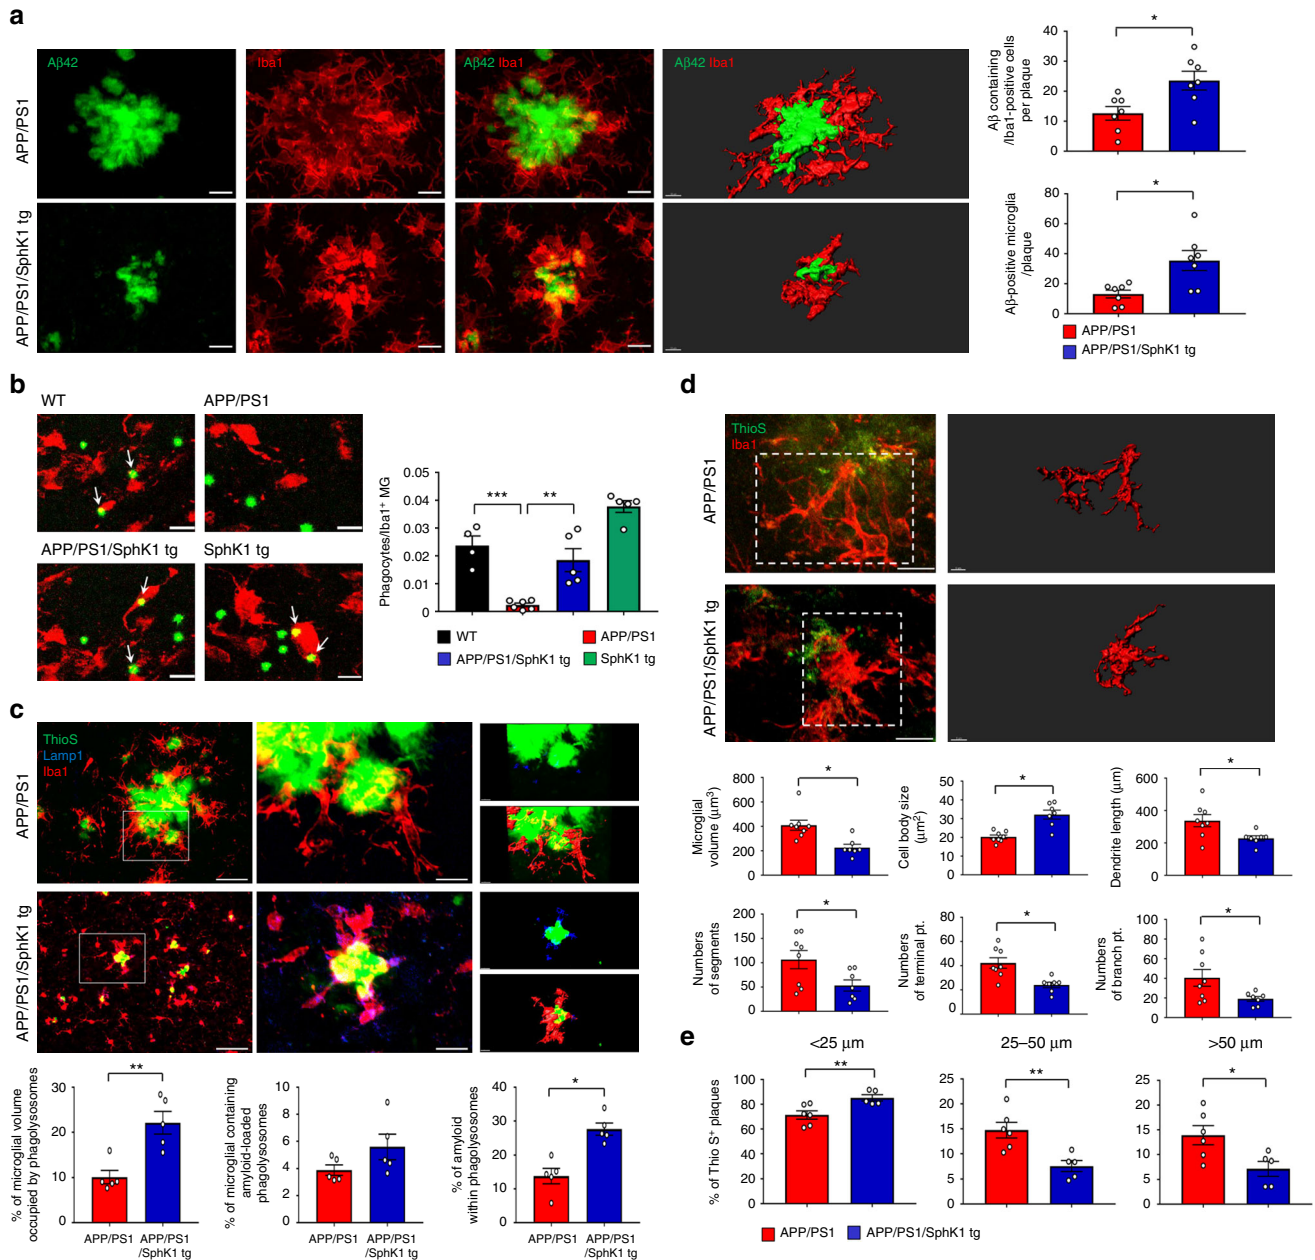 a
Aβ42
Iba1
Aβ42 Iba1
Aβ42 Iba1
APP/PS1
APP/PS1/SphK1 tg
Aβ containing
/Iba1-positive cells
per plaque
40
30
20
10
0
*
Aβ-positive microglia
/plaque
80
60
40
20
0
*
APP/PS1
APP/PS1/SphK1 tg
b
WT
APP/PS1
APP/PS1/SphK1 tg
SphK1 tg
Phagocytes/Iba1⁺ MG
0.05
0.04
0.03
0.02
0.01
0
***
**
WT
APP/PS1
APP/PS1/SphK1 tg
SphK1 tg
c
ThioS
Lamp1
Iba1
APP/PS1
APP/PS1/SphK1 tg
% of microglial volume
occupied by phagolysosomes
30
20
10
0
**
APP/PS1
APP/PS1
/SphK1 tg
% of microglial containing
amyloid-loaded
phagolysosomes
10
8
6
4
2
0
APP/PS1
APP/PS1
/SphK1 tg
% of amyloid
within phagolysosomes
40
30
20
10
0
*
APP/PS1
APP/PS1
/SphK1 tg
d
ThioS
Iba1
APP/PS1
APP/PS1/SphK1 tg
Microglial
volume (μm³)
800
600
400
200
0
*
Cell body size
(μm²)
50
40
30
20
10
0
*
Dendrite length (μm)
600
400
200
0
*
Numbers
of segments
200
150
100
50
0
*
Numbers
of terminal pt.
80
60
40
20
0
*
Numbers
of branch pt.
100
80
60
40
20
0
*
e
<25 μm
25–50 μm
>50 μm
% of Thio S⁺ plaques
100
80
60
40
20
0
**
25
20
15
10
5
0
**
25
20
15
10
5
0
*
APP/PS1
APP/PS1/SphK1 tg